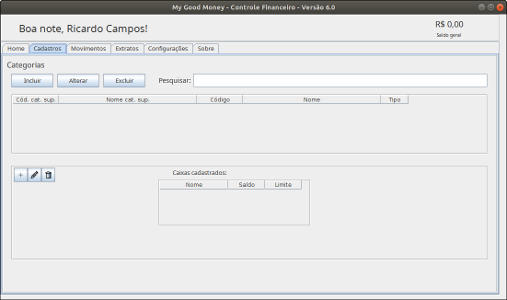 My Good Money - Controle Financeiro - Versão 6.0
Boa note, Ricardo Campos!
R$ 0,00
Saldo geral
Home Cadastros Movimentos Extratos Configurações Sobre
Categorias
Incluir Alterar Excluir Pesquisar:
Cód. cat. sup. Nome cat. sup. Código Nome Tipo
Caixas cadastrados:
Nome Saldo Limite